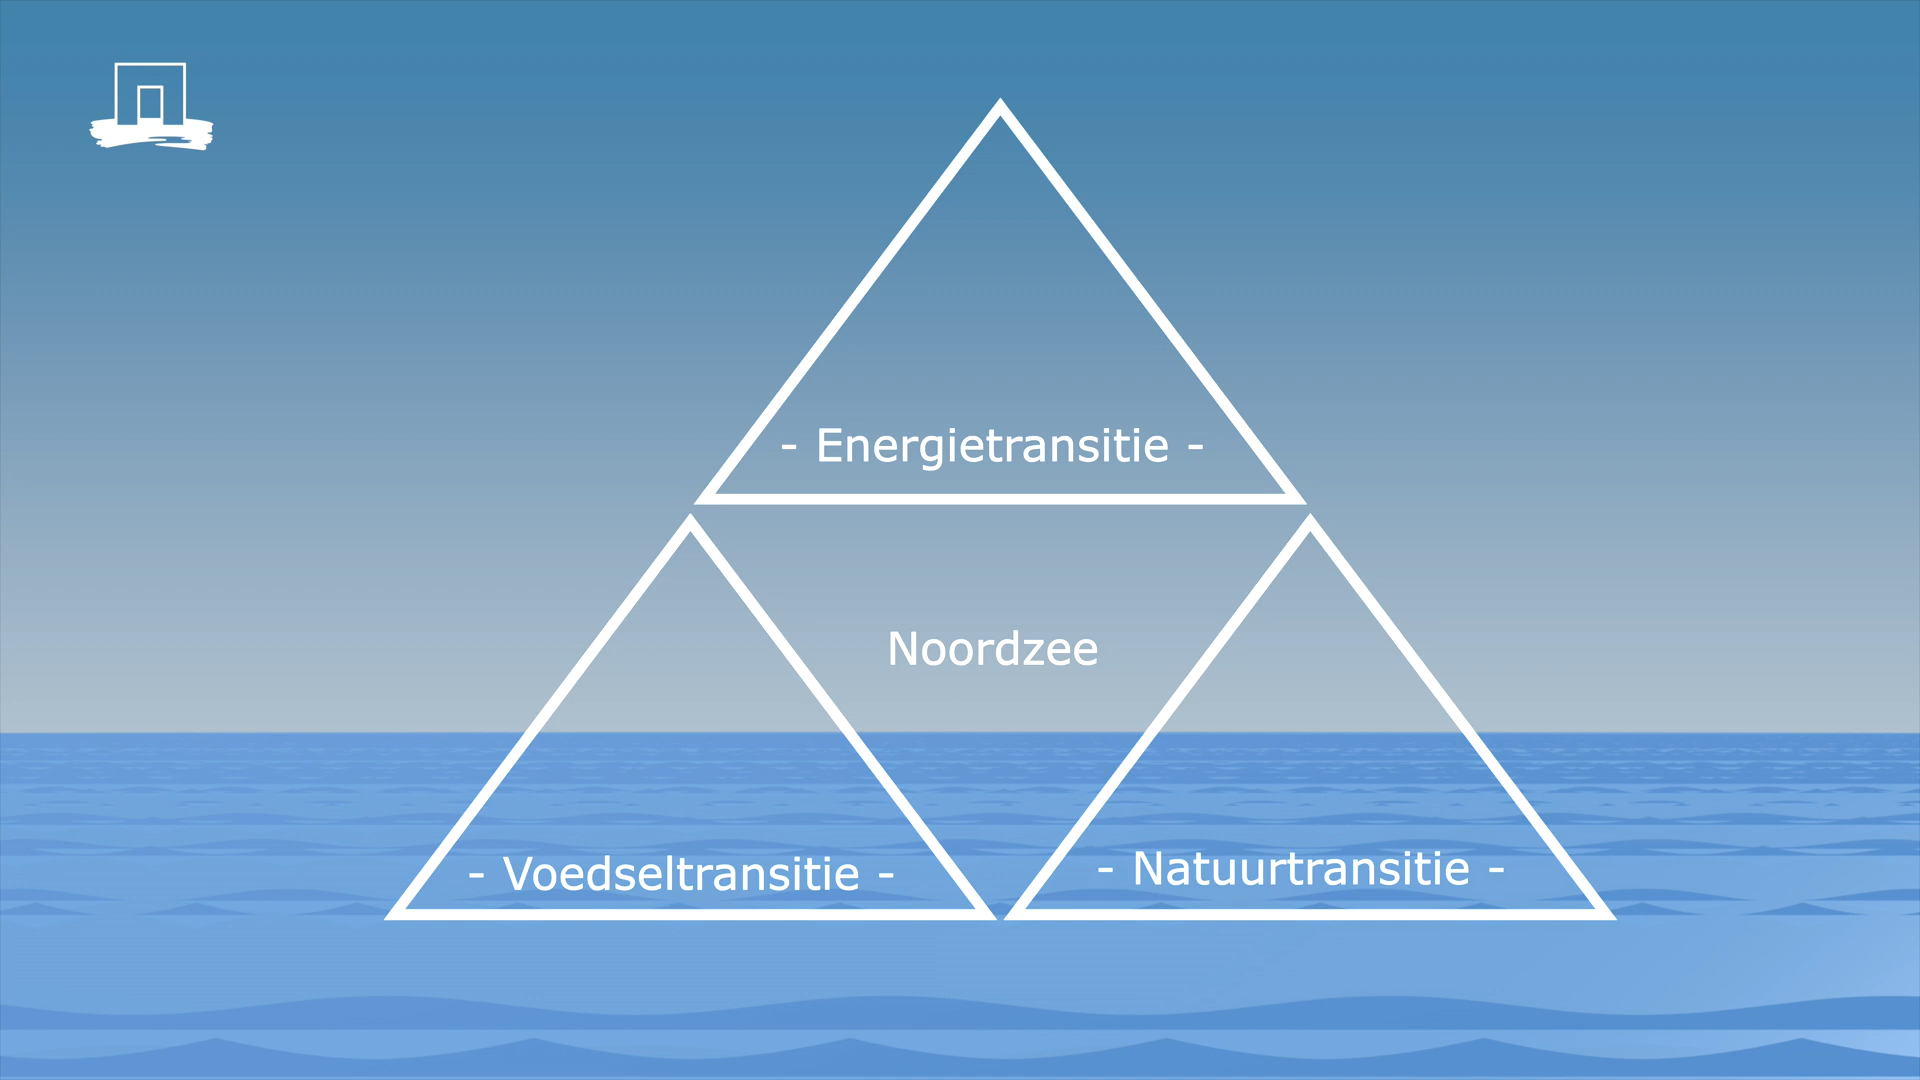 - Energietransitie -
Noordzee
- Voedseltransitie -
- Natuurtransitie -